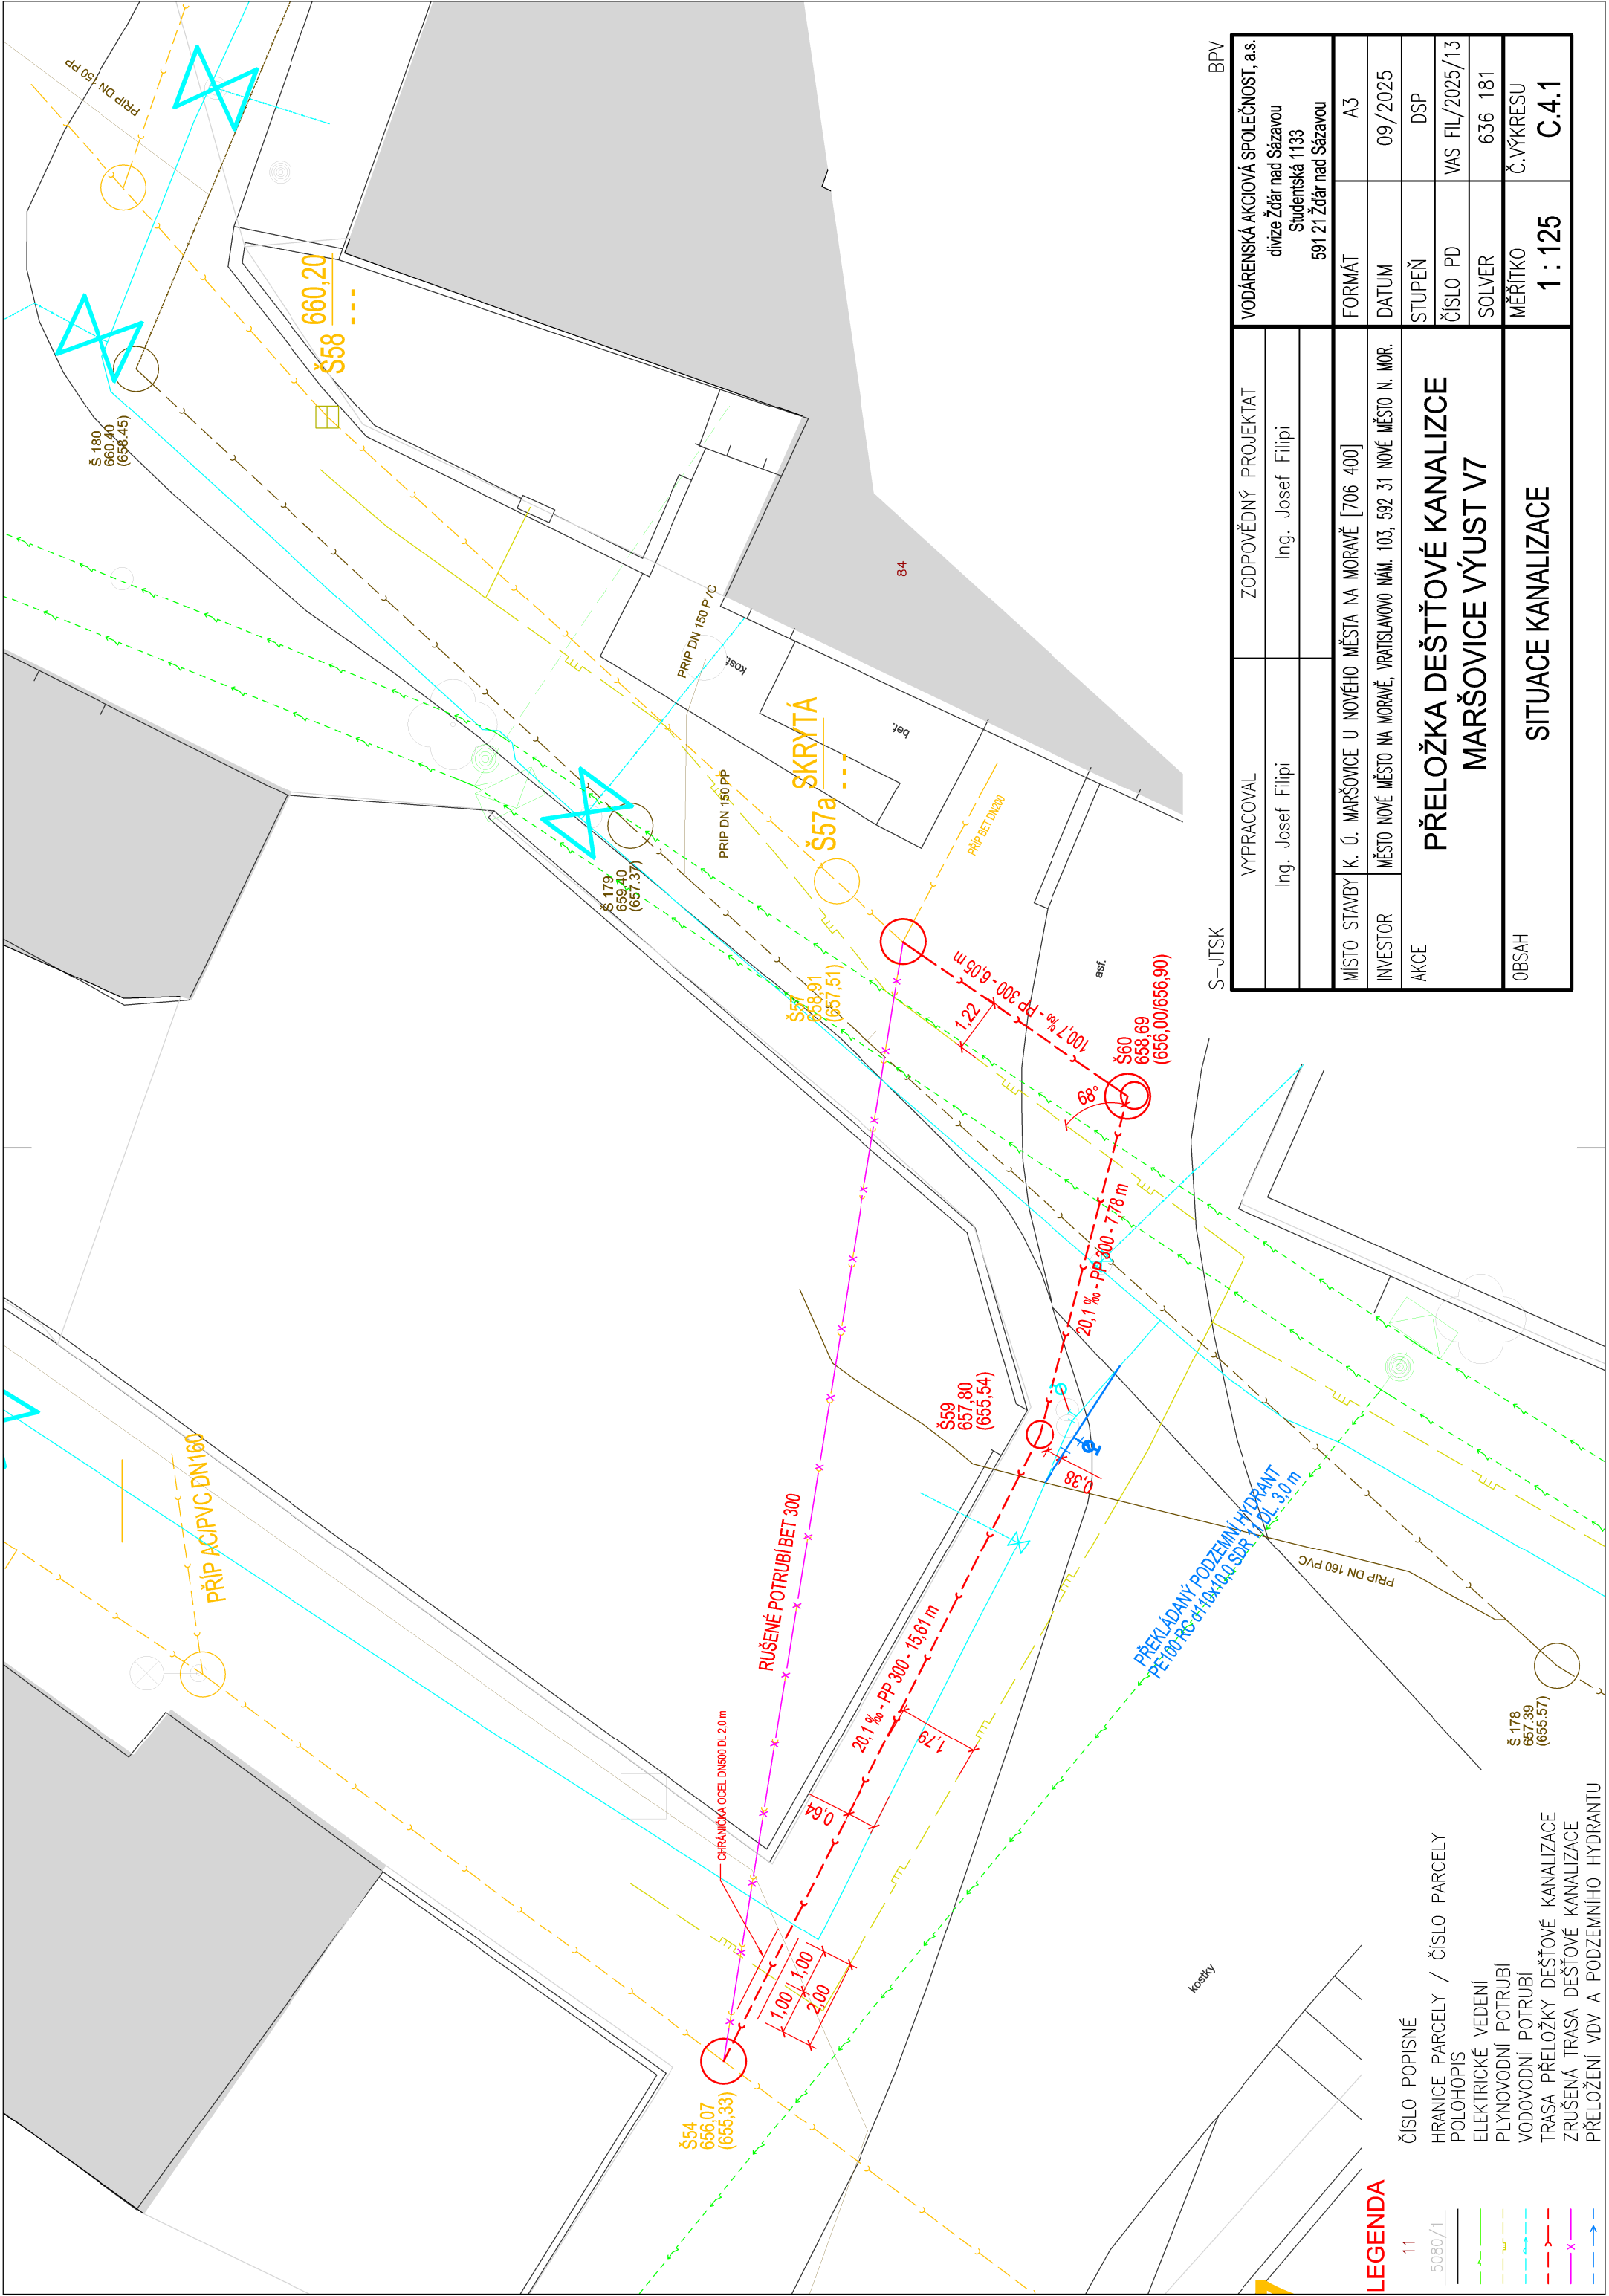 PŘÍP DN 150 PP
Š58 660,20
---
Š 180
660.40
(658.45)
PRIP DN 150 PVC
kost.
84
bet.
SKRYTÁ
Š57a ---
PRIP DN 150 PP
PŘÍP BET DN200
Š 179
659.40
(657.37)
Š57
658,91
(657,51)
100,7 ‰ - PP 300 - 6,05 m
1,22
asf.
Š60
658,69
(656,00/656,90)
68°
20,1 ‰ - PP 300 - 7,78 m
Š59
657,80
(655,54)
0,38
PŘÍP AC/PVC DN160
RUŠENÉ POTRUBÍ BET 300
20,1 ‰ - PP 300 - 15,61 m
PŘEKLÁDANÝ PODZEMNÍ HYDRANT
PE100 RC d110x10,0 SDR 11 DL. 3,0 m
PRIP DN 160 PVC
CHRÁNIČKA OCEL DN500 D. 2,0 m
1,79
0,64
1,00
1,00
2,00
Š 178
657.39
(655.57)
Š54
656,07
(655,33)
kostky
LEGENDA
11 ČÍSLO POPISNÉ
5080/1 HRANICE PARCELY / ČÍSLO PARCELY
POLOHOPIS
ELEKTRICKÉ VEDENÍ
PLYNOVODNÍ POTRUBÍ
VODOVODNÍ POTRUBÍ
TRASA PŘELOŽKY DEŠŤOVÉ KANALIZACE
ZRUŠENÁ TRASA DEŠŤOVÉ KANALIZACE
PŘELOŽENÍ VDV A PODZEMNÍHO HYDRANTU
S-JTSK BPV
VYPRACOVAL ZODPOVĚDNÝ PROJEKTAT
Ing. Josef Filipi Ing. Josef Filipi
VODÁRENSKÁ AKCIOVÁ SPOLEČNOST, a.s.
divize Žďár nad Sázavou
Studentská 1133
591 21 Žďár nad Sázavou
MÍSTO STAVBY K. Ú. MARŠOVICE U NOVÉHO MĚSTA NA MORAVĚ [706 400]
INVESTOR MĚSTO NOVÉ MĚSTO NA MORAVĚ, VRATISLAVOVO NÁM. 103, 592 31 NOVÉ MĚSTO N. MOR.
AKCE
PŘELOŽKA DEŠŤOVÉ KANALIZCE
MARŠOVICE VÝUST V7
FORMÁT A3
DATUM 09/2025
STUPEŇ DSP
ČÍSLO PD VAS FIL/2025/13
SOLVER 636 181
OBSAH
SITUACE KANALIZACE
MĚŘÍTKO
1 : 125
Č.VÝKRESU
C.4.1